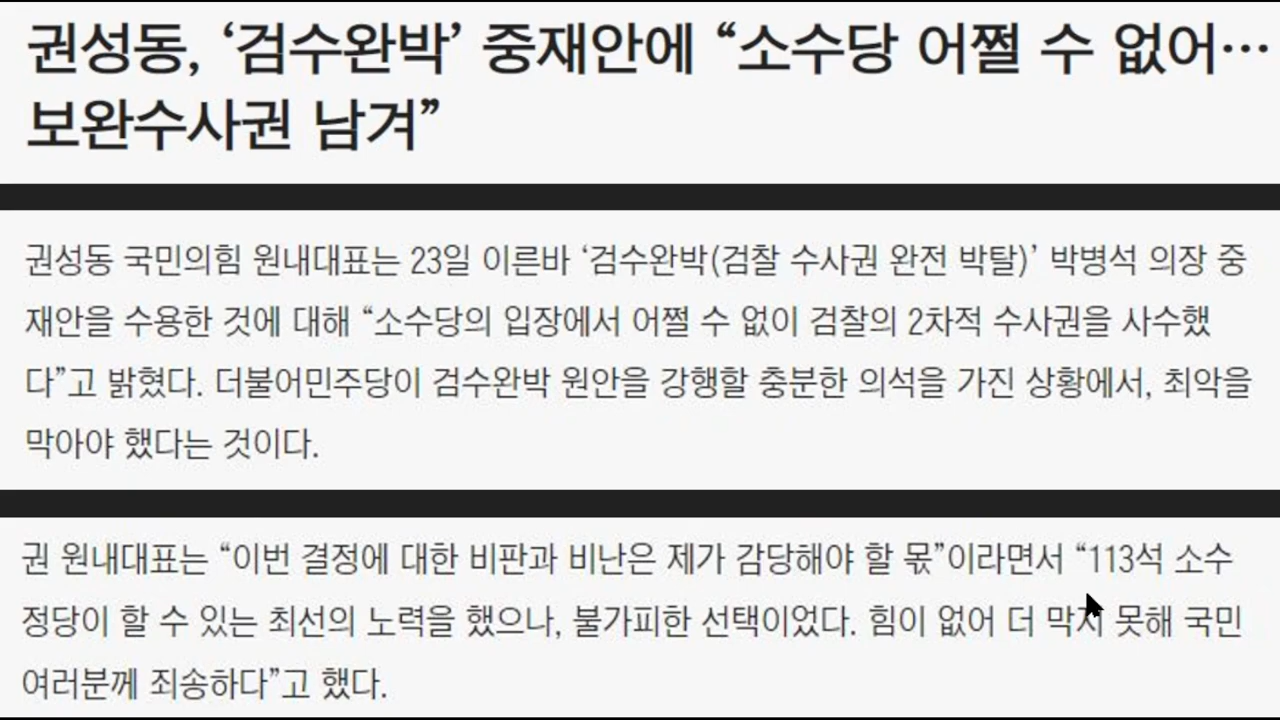 권성동, ‘검수완박’ 중재안에 “소수당 어쩔 수 없어…
보완수사권 남겨”
권성동 국민의힘 원내대표는 23일 이른바 ‘검수완박(검찰 수사권 완전 박탈)’ 박병석 의장 중
재안을 수용한 것에 대해 “소수당의 입장에서 어쩔 수 없이 검찰의 2차적 수사권을 사수했
다”고 밝혔다. 더불어민주당이 검수완박 원안을 강행할 충분한 의석을 가진 상황에서, 최악을
막아야 했다는 것이다.
권 원내대표는 “이번 결정에 대한 비판과 비난은 제가 감당해야 할 몫”이라면서 “113석 소수
정당이 할 수 있는 최선의 노력을 했으나, 불가피한 선택이었다. 힘이 없어 더 막지 못해 국민
여러분께 죄송하다”고 했다.